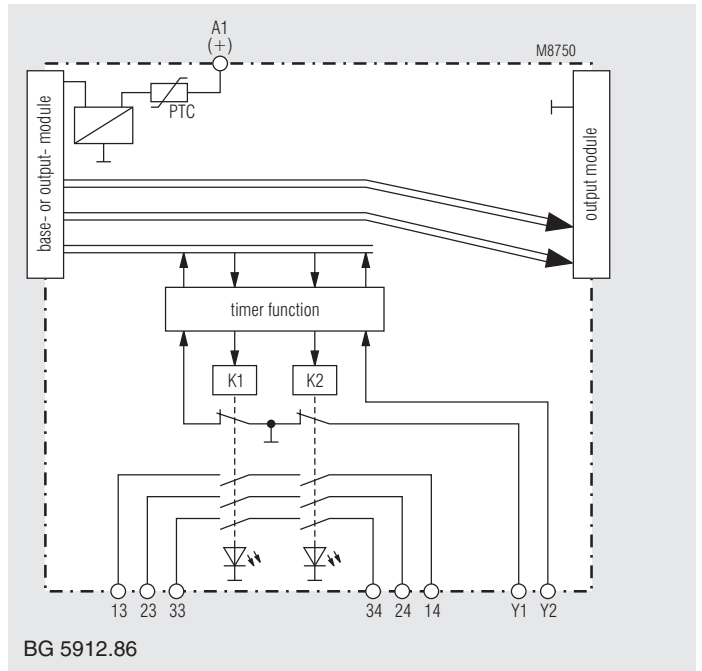 A1
(+)
M8750
PTC
base- or output- module
output module
timer function
K1 K2
13 23 33 34 24 14 Y1 Y2
BG 5912.86